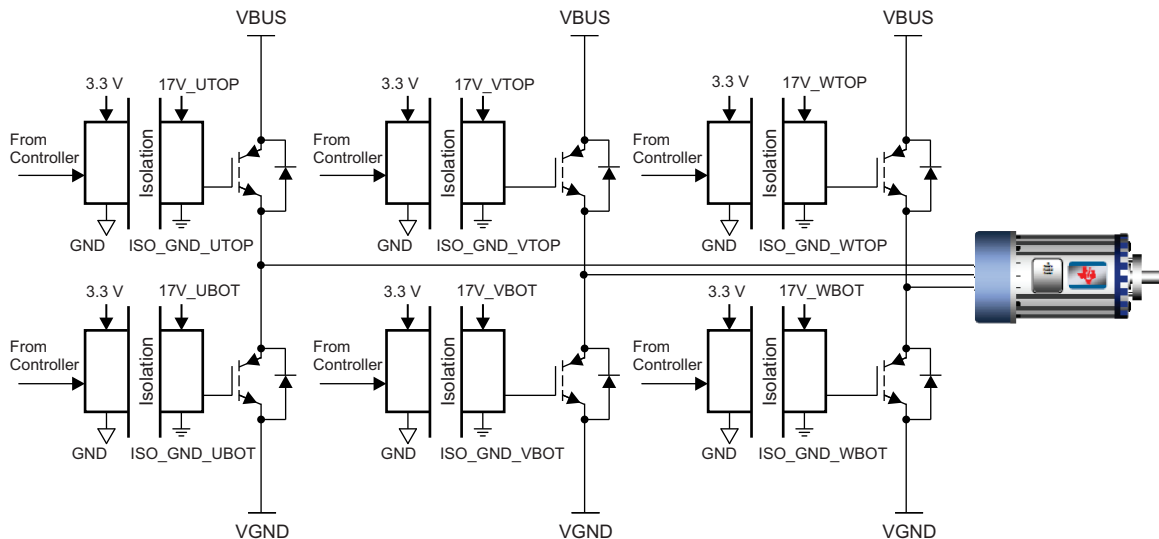 VBUS
VBUS
VBUS
3.3 V
17V_UTOP
3.3 V
17V_VTOP
3.3 V
17V_WTOP
From
Controller
Isolation
From
Controller
Isolation
From
Controller
Isolation
GND
ISO_GND_UTOP
GND
ISO_GND_VTOP
GND
ISO_GND_WTOP
3.3 V
17V_UBOT
3.3 V
17V_VBOT
3.3 V
17V_WBOT
From
Controller
Isolation
From
Controller
Isolation
From
Controller
Isolation
GND
ISO_GND_UBOT
GND
ISO_GND_VBOT
GND
ISO_GND_WBOT
VGND
VGND
VGND